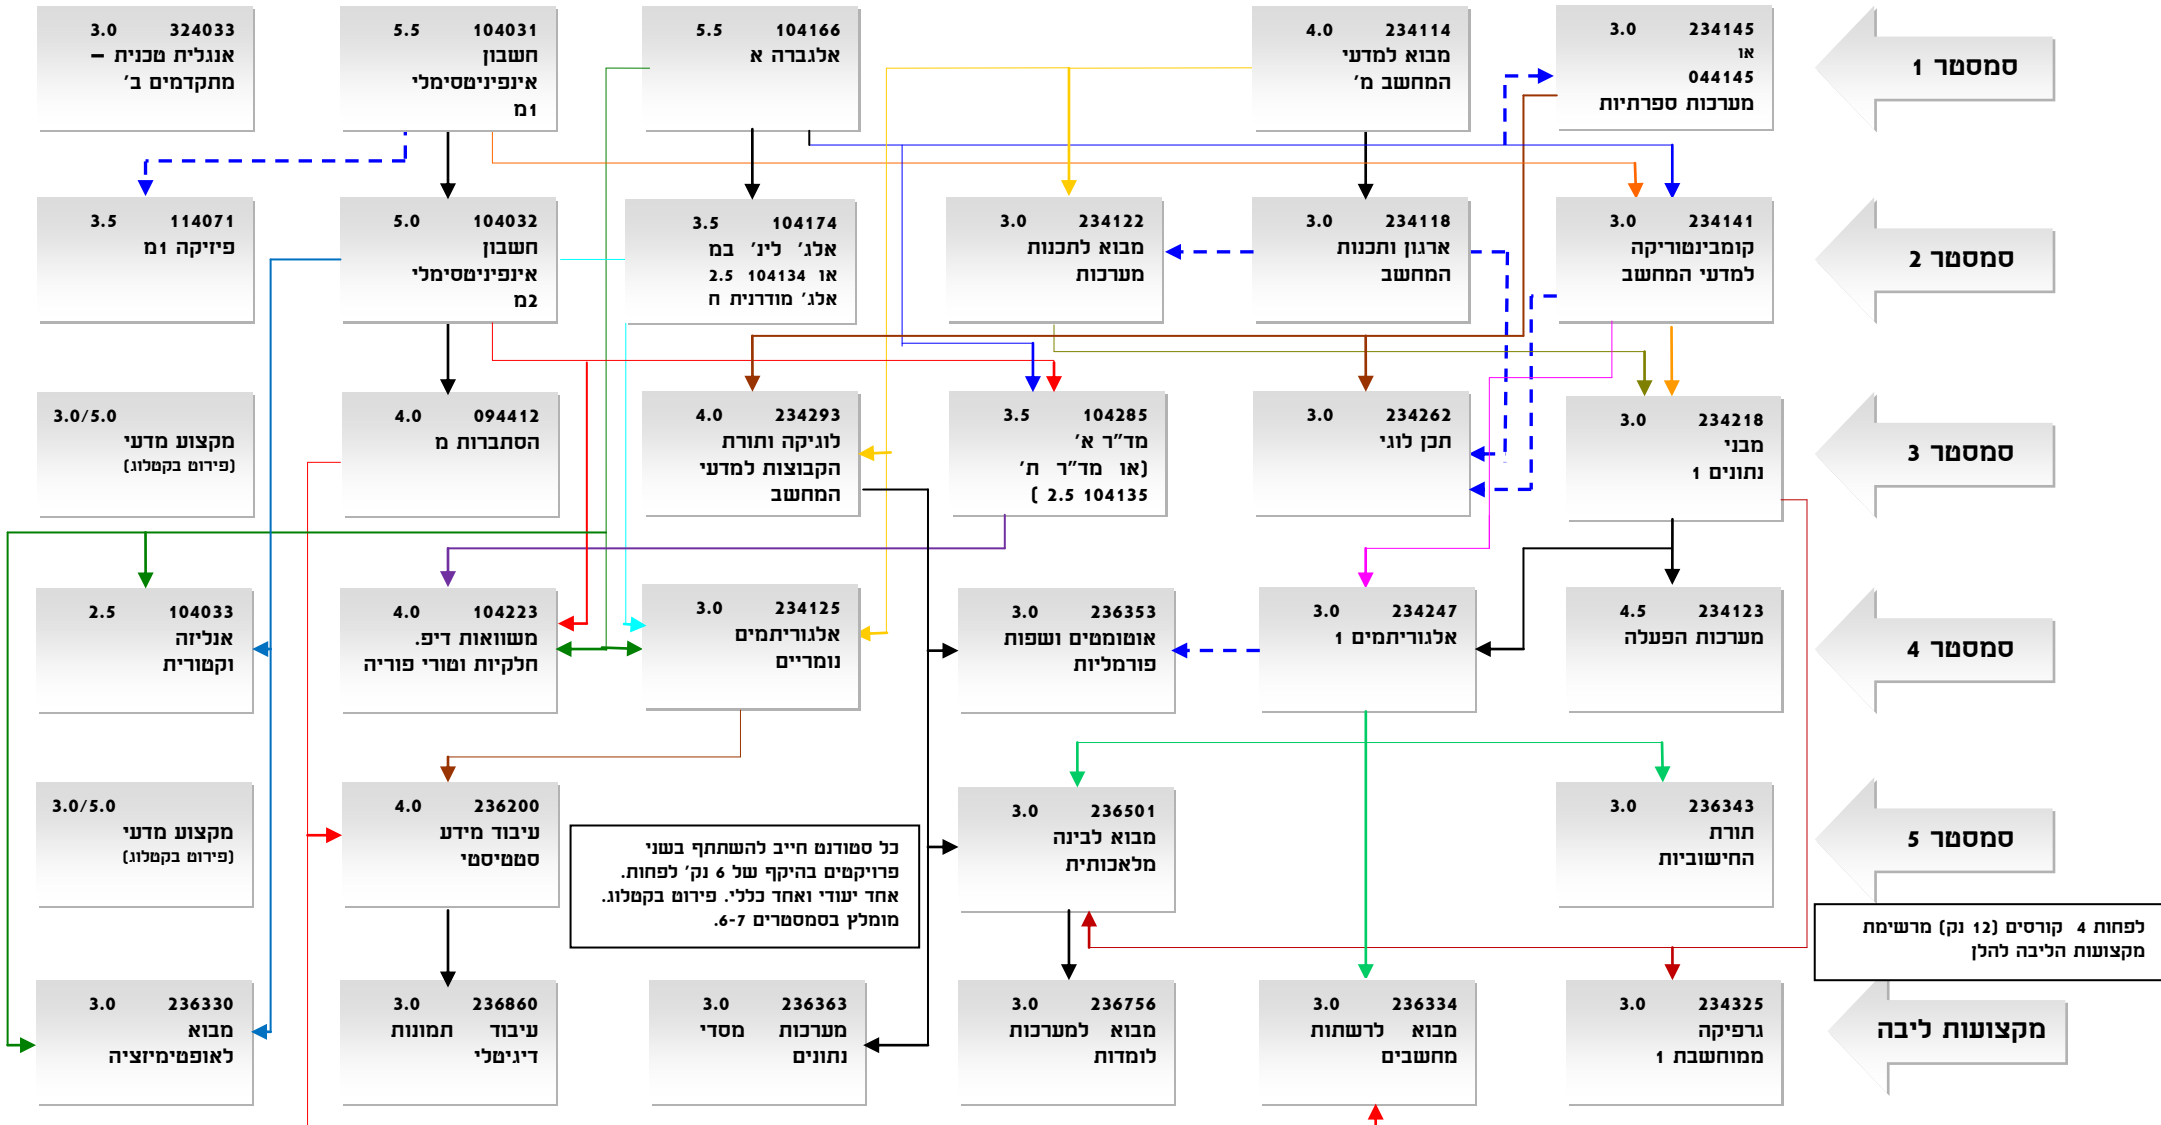 סמסטר 1
234145 3.0
או
044145
מערכות ספרתיות
234114 4.0
מבוא למדעי
המחשב מ'
104166 5.5
אלגברה א
104031 5.5
חשבון
אינפיניטסימלי
1מ
324033 3.0
אנגלית טכנית –
מתקדמים ב'
סמסטר 2
234141 3.0
קומבינטוריקה
למדעי המחשב
234118 3.0
ארגון ותכנות
המחשב
234122 3.0
מבוא לתכנות
מערכות
104174 3.5
אלג' לינ' במ
או 104134 2.5
אלג' מודרנית ח
104032 5.0
חשבון
אינפיניטסימלי
2מ
114071 3.5
פיזיקה 1מ
סמסטר 3
234218 3.0
מבני
נתונים 1
234262 3.0
תכן לוגי
104285 3.5
מד"ר א'
(או מד"ר ת'
104135 2.5 )
234293 4.0
לוגיקה ותורת
הקבוצות למדעי
המחשב
094412 4.0
הסתברות מ
3.0/5.0
מקצוע מדעי
(פירוט בקטלוג)
סמסטר 4
234123 4.5
מערכות הפעלה
234247 3.0
אלגוריתמים 1
236353 3.0
אוטומטים ושפות
פורמליות
234125 3.0
אלגוריתמים
נומריים
104223 4.0
משוואות דיפ.
חלקיות וטורי פוריה
104033 2.5
אנליזה
וקטורית
סמסטר 5
236343 3.0
תורת
החישוביות
236501 3.0
מבוא לבינה
מלאכותית
כל סטודנט חייב להשתתף בשני
פרויקטים בהיקף של 6 נק' לפחות.
אחד יעודי ואחד כללי. פירוט בקטלוג.
מומלץ בסמסטרים 6-7.
236200 4.0
עיבוד מידע
סטטיסטי
3.0/5.0
מקצוע מדעי
(פירוט בקטלוג)
לפחות 4 קורסים (12 נק) מרשימת
מקצועות הליבה להלן
מקצועות ליבה
234325 3.0
גרפיקה
ממוחשבת 1
236334 3.0
מבוא לרשתות
מחשבים
236756 3.0
מבוא למערכות
לומדות
236363 3.0
מערכות מסדי
נתונים
236860 3.0
עיבוד תמונות
דיגיטלי
236330 3.0
מבוא
לאופטימיזציה